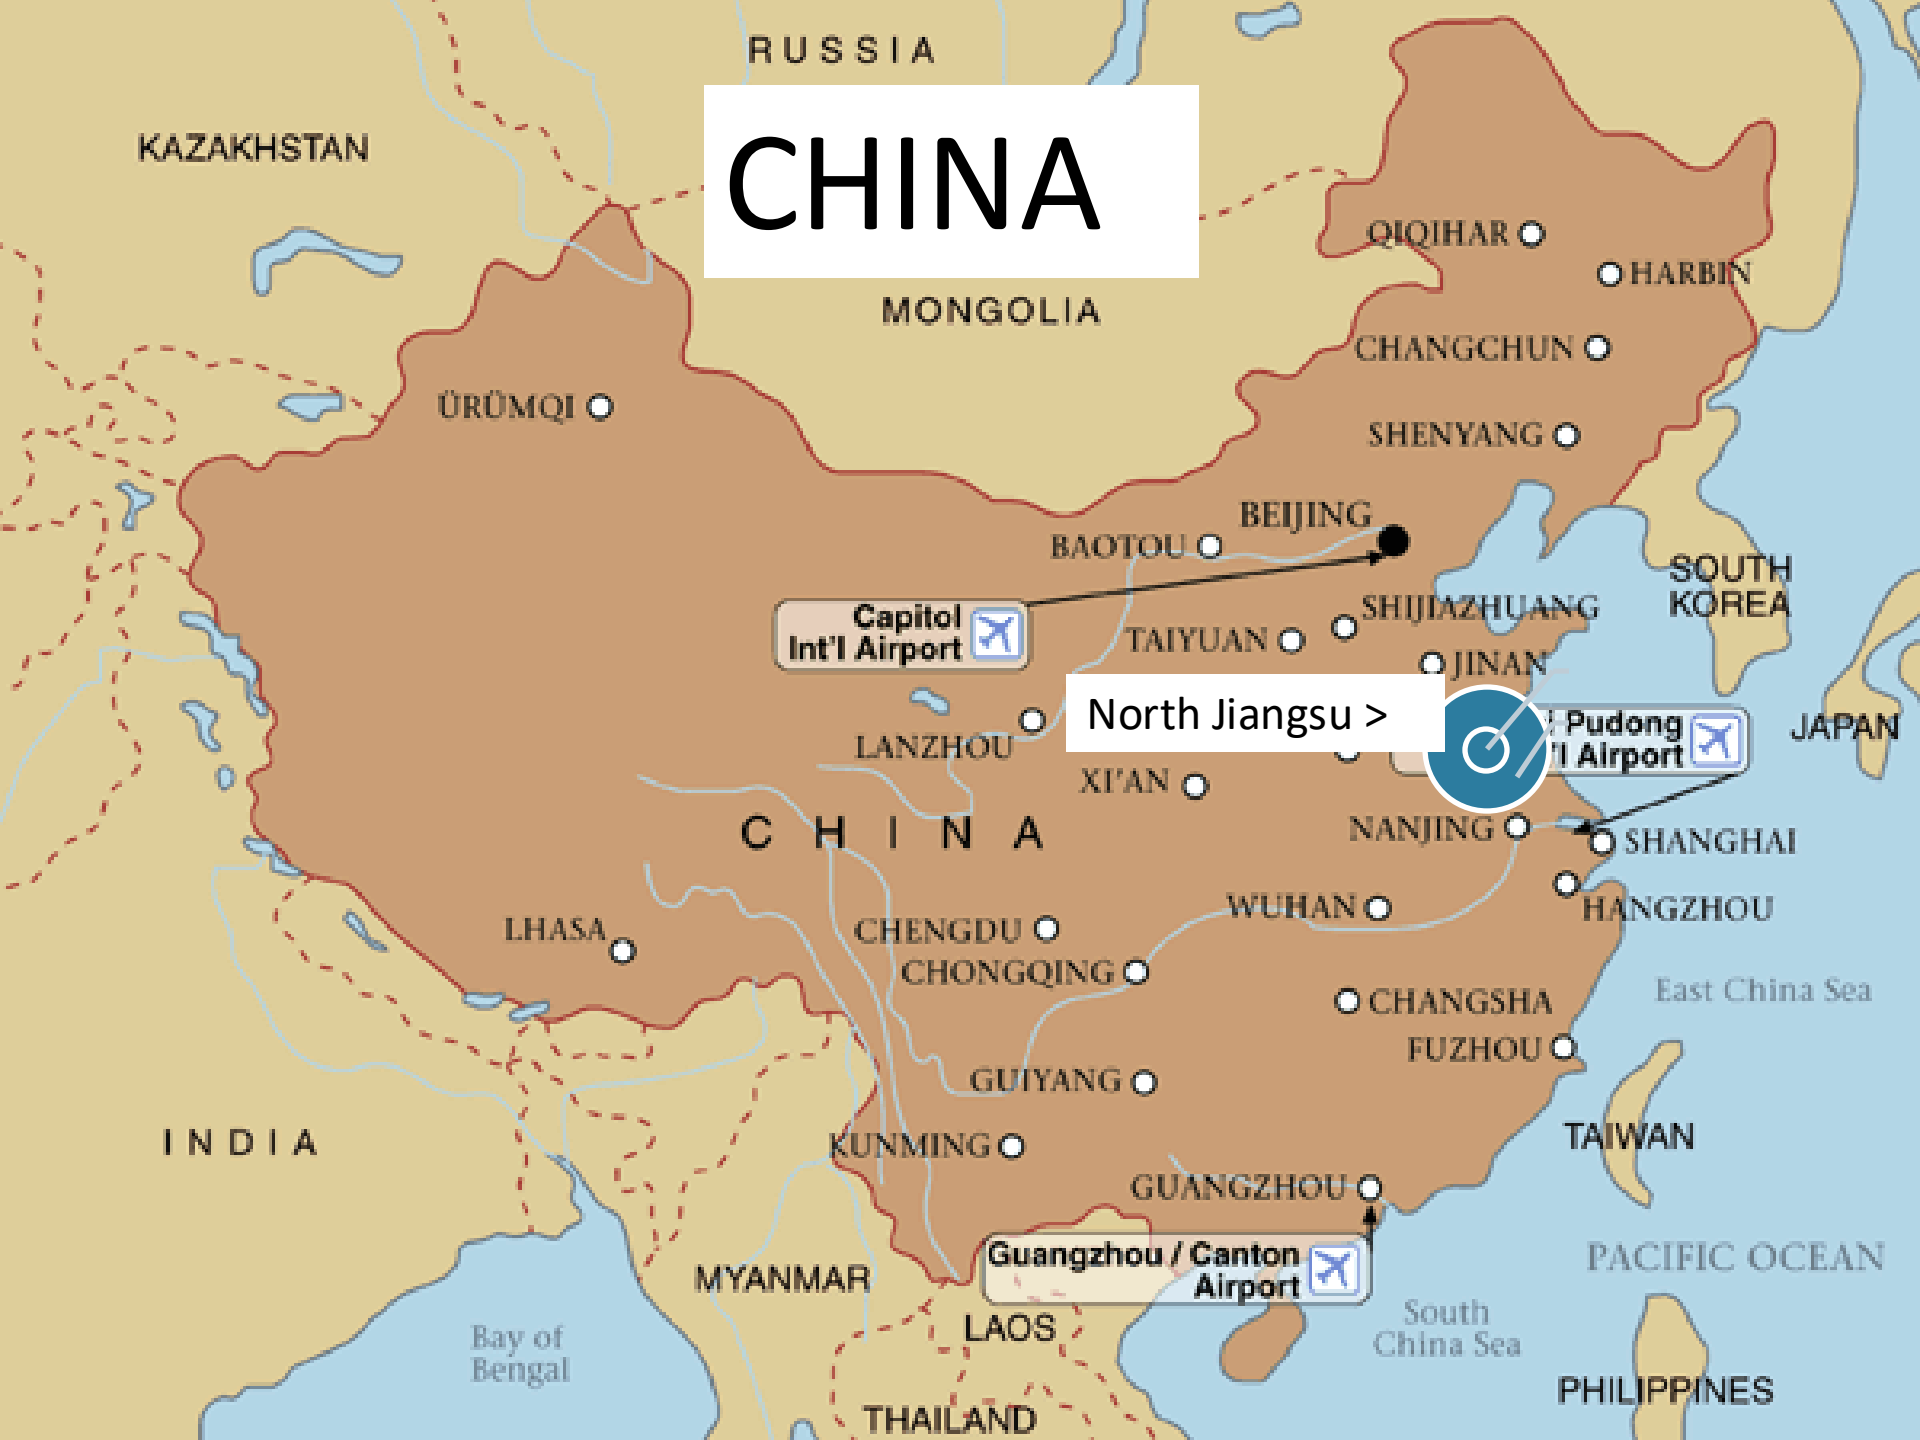 RUSSIA
KAZAKHSTAN
CHINA
QIQIHAR
HARBIN
MONGOLIA
CHANGCHUN
ÜRÜMQI
SHENYANG
BEIJING
BAOTOU
SOUTH
KOREA
SHIJIAZHUANG
Capitol
Int'l Airport
TAIYUAN
JINAN
North Jiangsu >
i Pudong
'l Airport
JAPAN
LANZHOU
XI'AN
CHINA
NANJING
SHANGHAI
WUHAN
HANGZHOU
LHASA
CHENGDU
CHONGQING
East China Sea
CHANGSHA
FUZHOU
GUIYANG
INDIA
TAIWAN
KUNMING
GUANGZHOU
Guangzhou / Canton
Airport
PACIFIC OCEAN
MYANMAR
LAOS
South
China Sea
Bay of
Bengal
PHILIPPINES
THAILAND